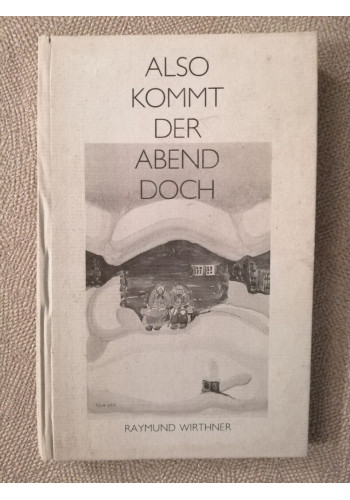 ALSO
KOMMT
DER
ABEND
DOCH
RAYMUND WIRTHNER